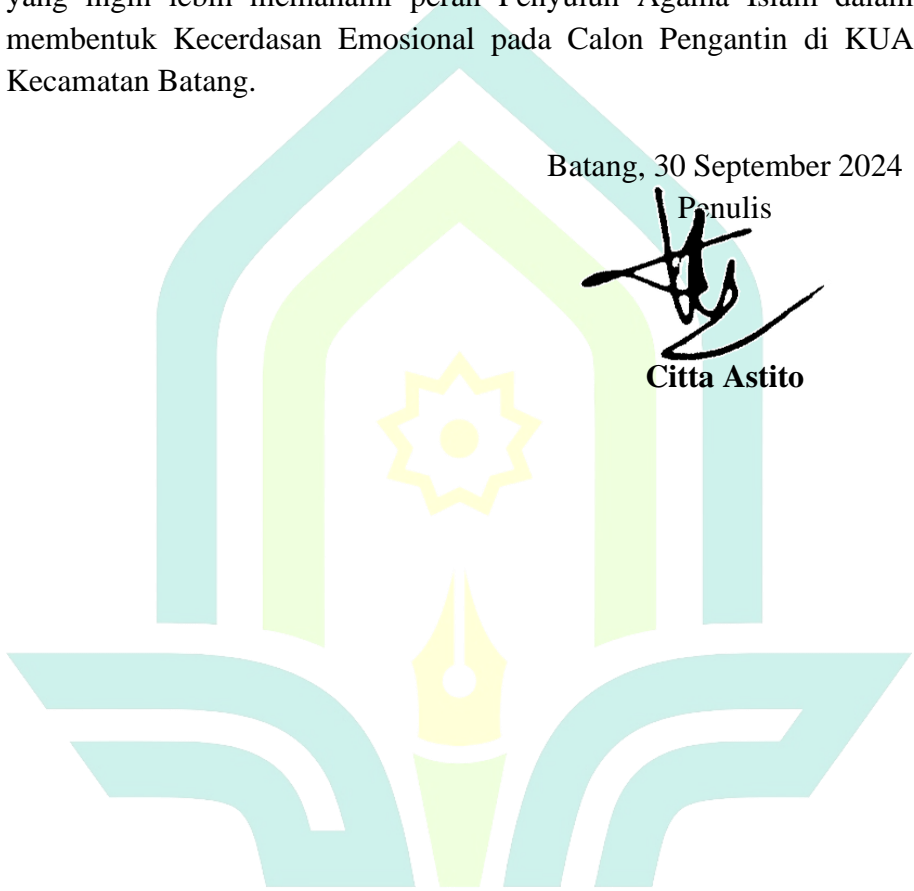 yang ingin lebih memahami peran Penyuluh Agama Islam dalam
membentuk Kecerdasan Emosional pada Calon Pengantin di KUA
Kecamatan Batang.
Batang, 30 September 2024
Penulis
Citta Astito